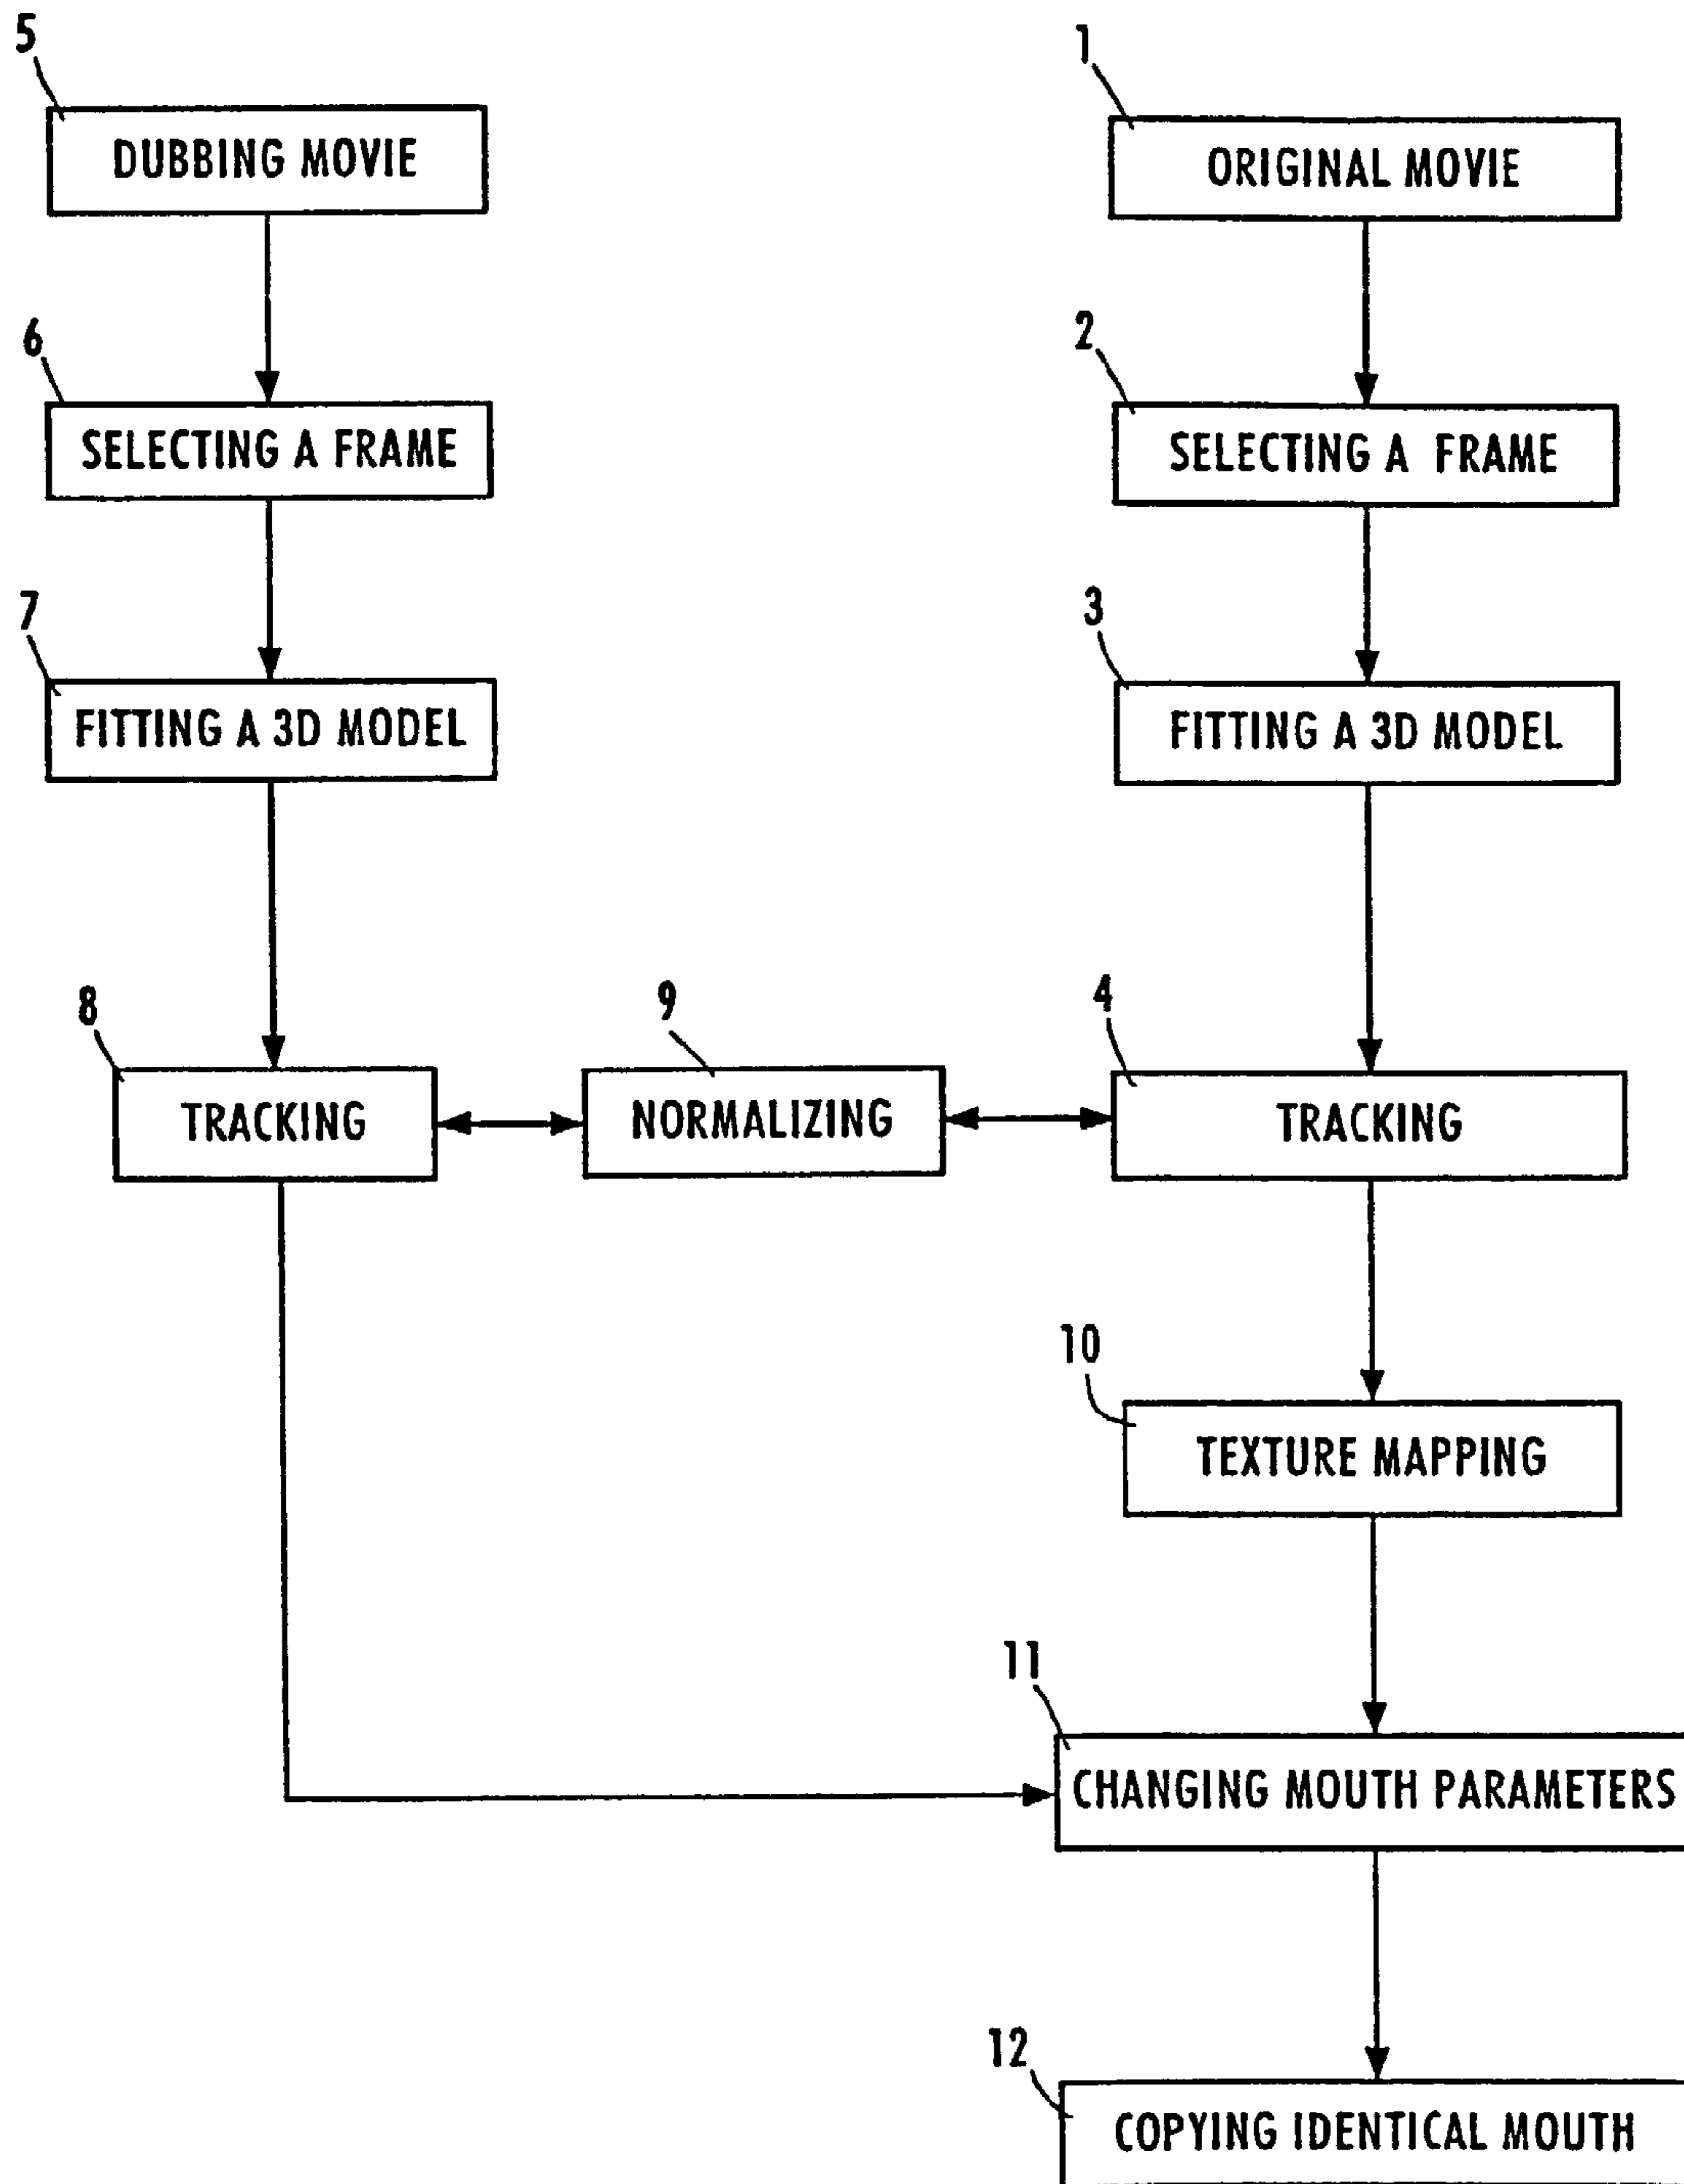 5
DUBBING MOVIE
1
ORIGINAL MOVIE
6
SELECTING A FRAME
2
SELECTING A FRAME
7
FITTING A 3D MODEL
3
FITTING A 3D MODEL
8
TRACKING
9
NORMALIZING
4
TRACKING
10
TEXTURE MAPPING
11
CHANGING MOUTH PARAMETERS
12
COPYING IDENTICAL MOUTH